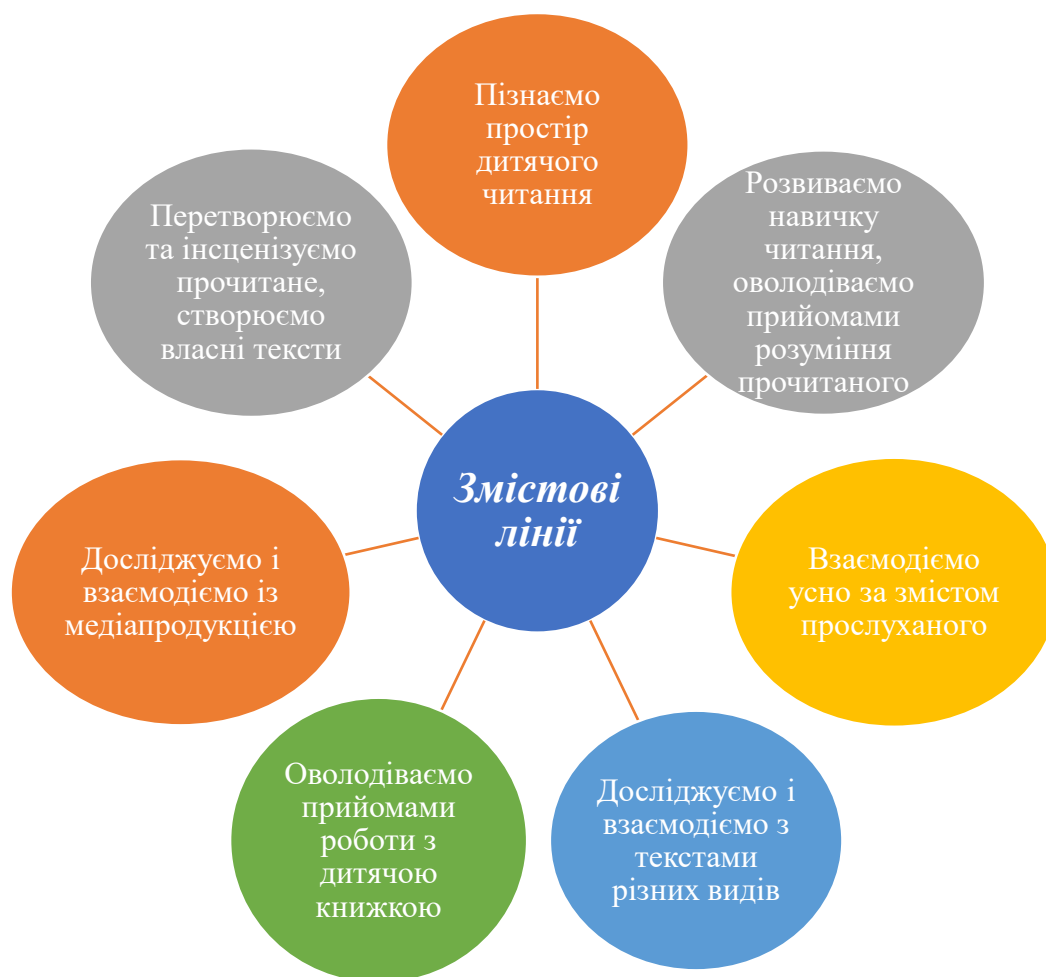 Пізнаємо
простір
дитячого
читання
Розвиваємо
навичку
читання,
оволодіваємо
прийомами
розуміння
прочитаного
Взаємодіємо
усно за змістом
прослуханого
Досліджуємо і
взаємодіємо з
текстами
різних видів
Оволодіваємо
прийомами
роботи з
дитячою
книжкою
Досліджуємо і
взаємодіємо із
медіапродукцією
Перетворюємо
та інсценізуємо
прочитане,
створюємо
власні тексти
Змістові
лінії